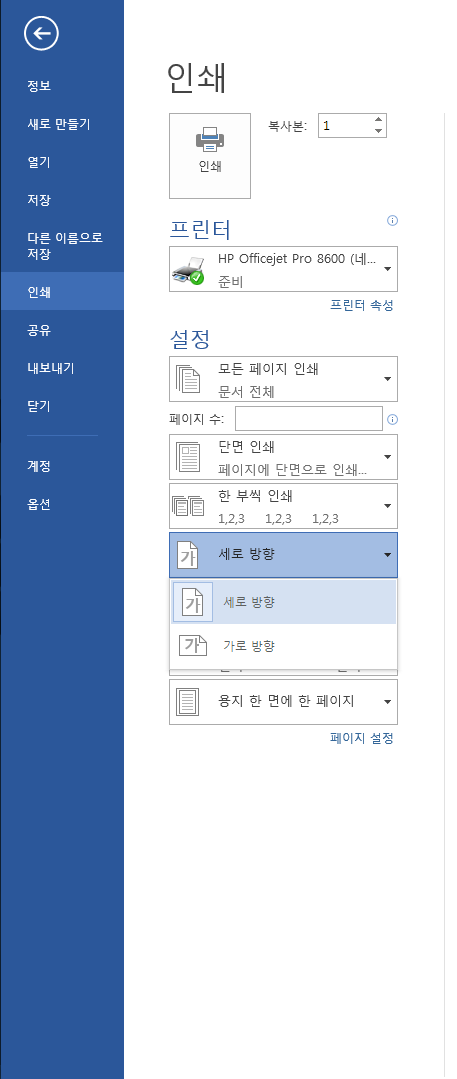 정보
새로 만들기
열기
저장
다른 이름으로
저장
인쇄
공유
내보내기
닫기
계정
옵션
인쇄
인쇄
복사본:
1
프린터
HP Officejet Pro 8600 (네...
준비
프린터 속성
설정
모든 페이지 인쇄
문서 전체
페이지 수:
단면 인쇄
페이지에 단면으로 인쇄...
한 부씩 인쇄
1,2,3 1,2,3 1,2,3
가
세로 방향
가
세로 방향
가
가로 방향
용지 한 면에 한 페이지
페이지 설정